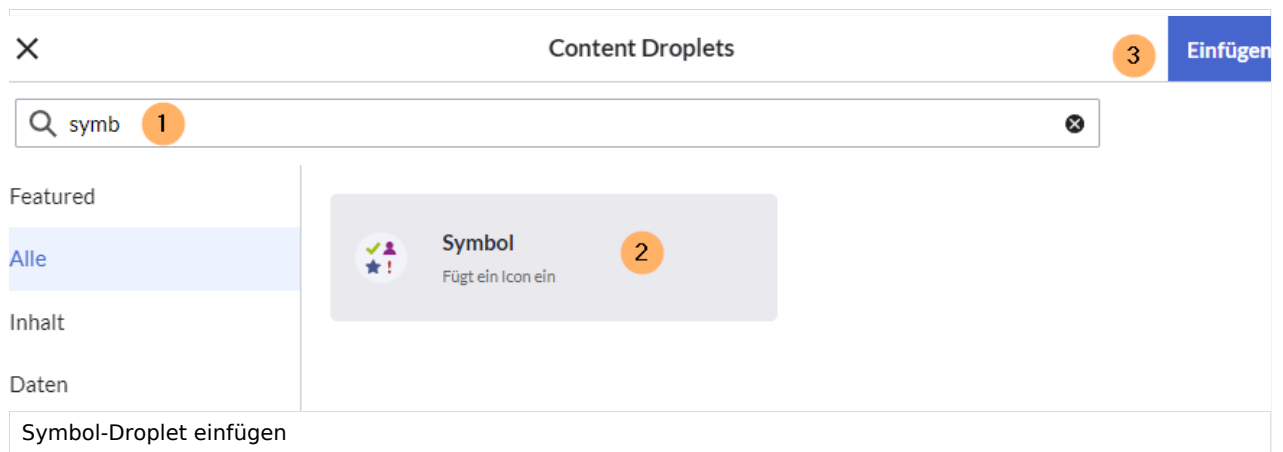 Content Droplets
3
Einfügen
symb 1
Featured
Alle
Inhalt
Daten
Symbol
Fügt ein Icon ein
2
Symbol-Droplet einfügen